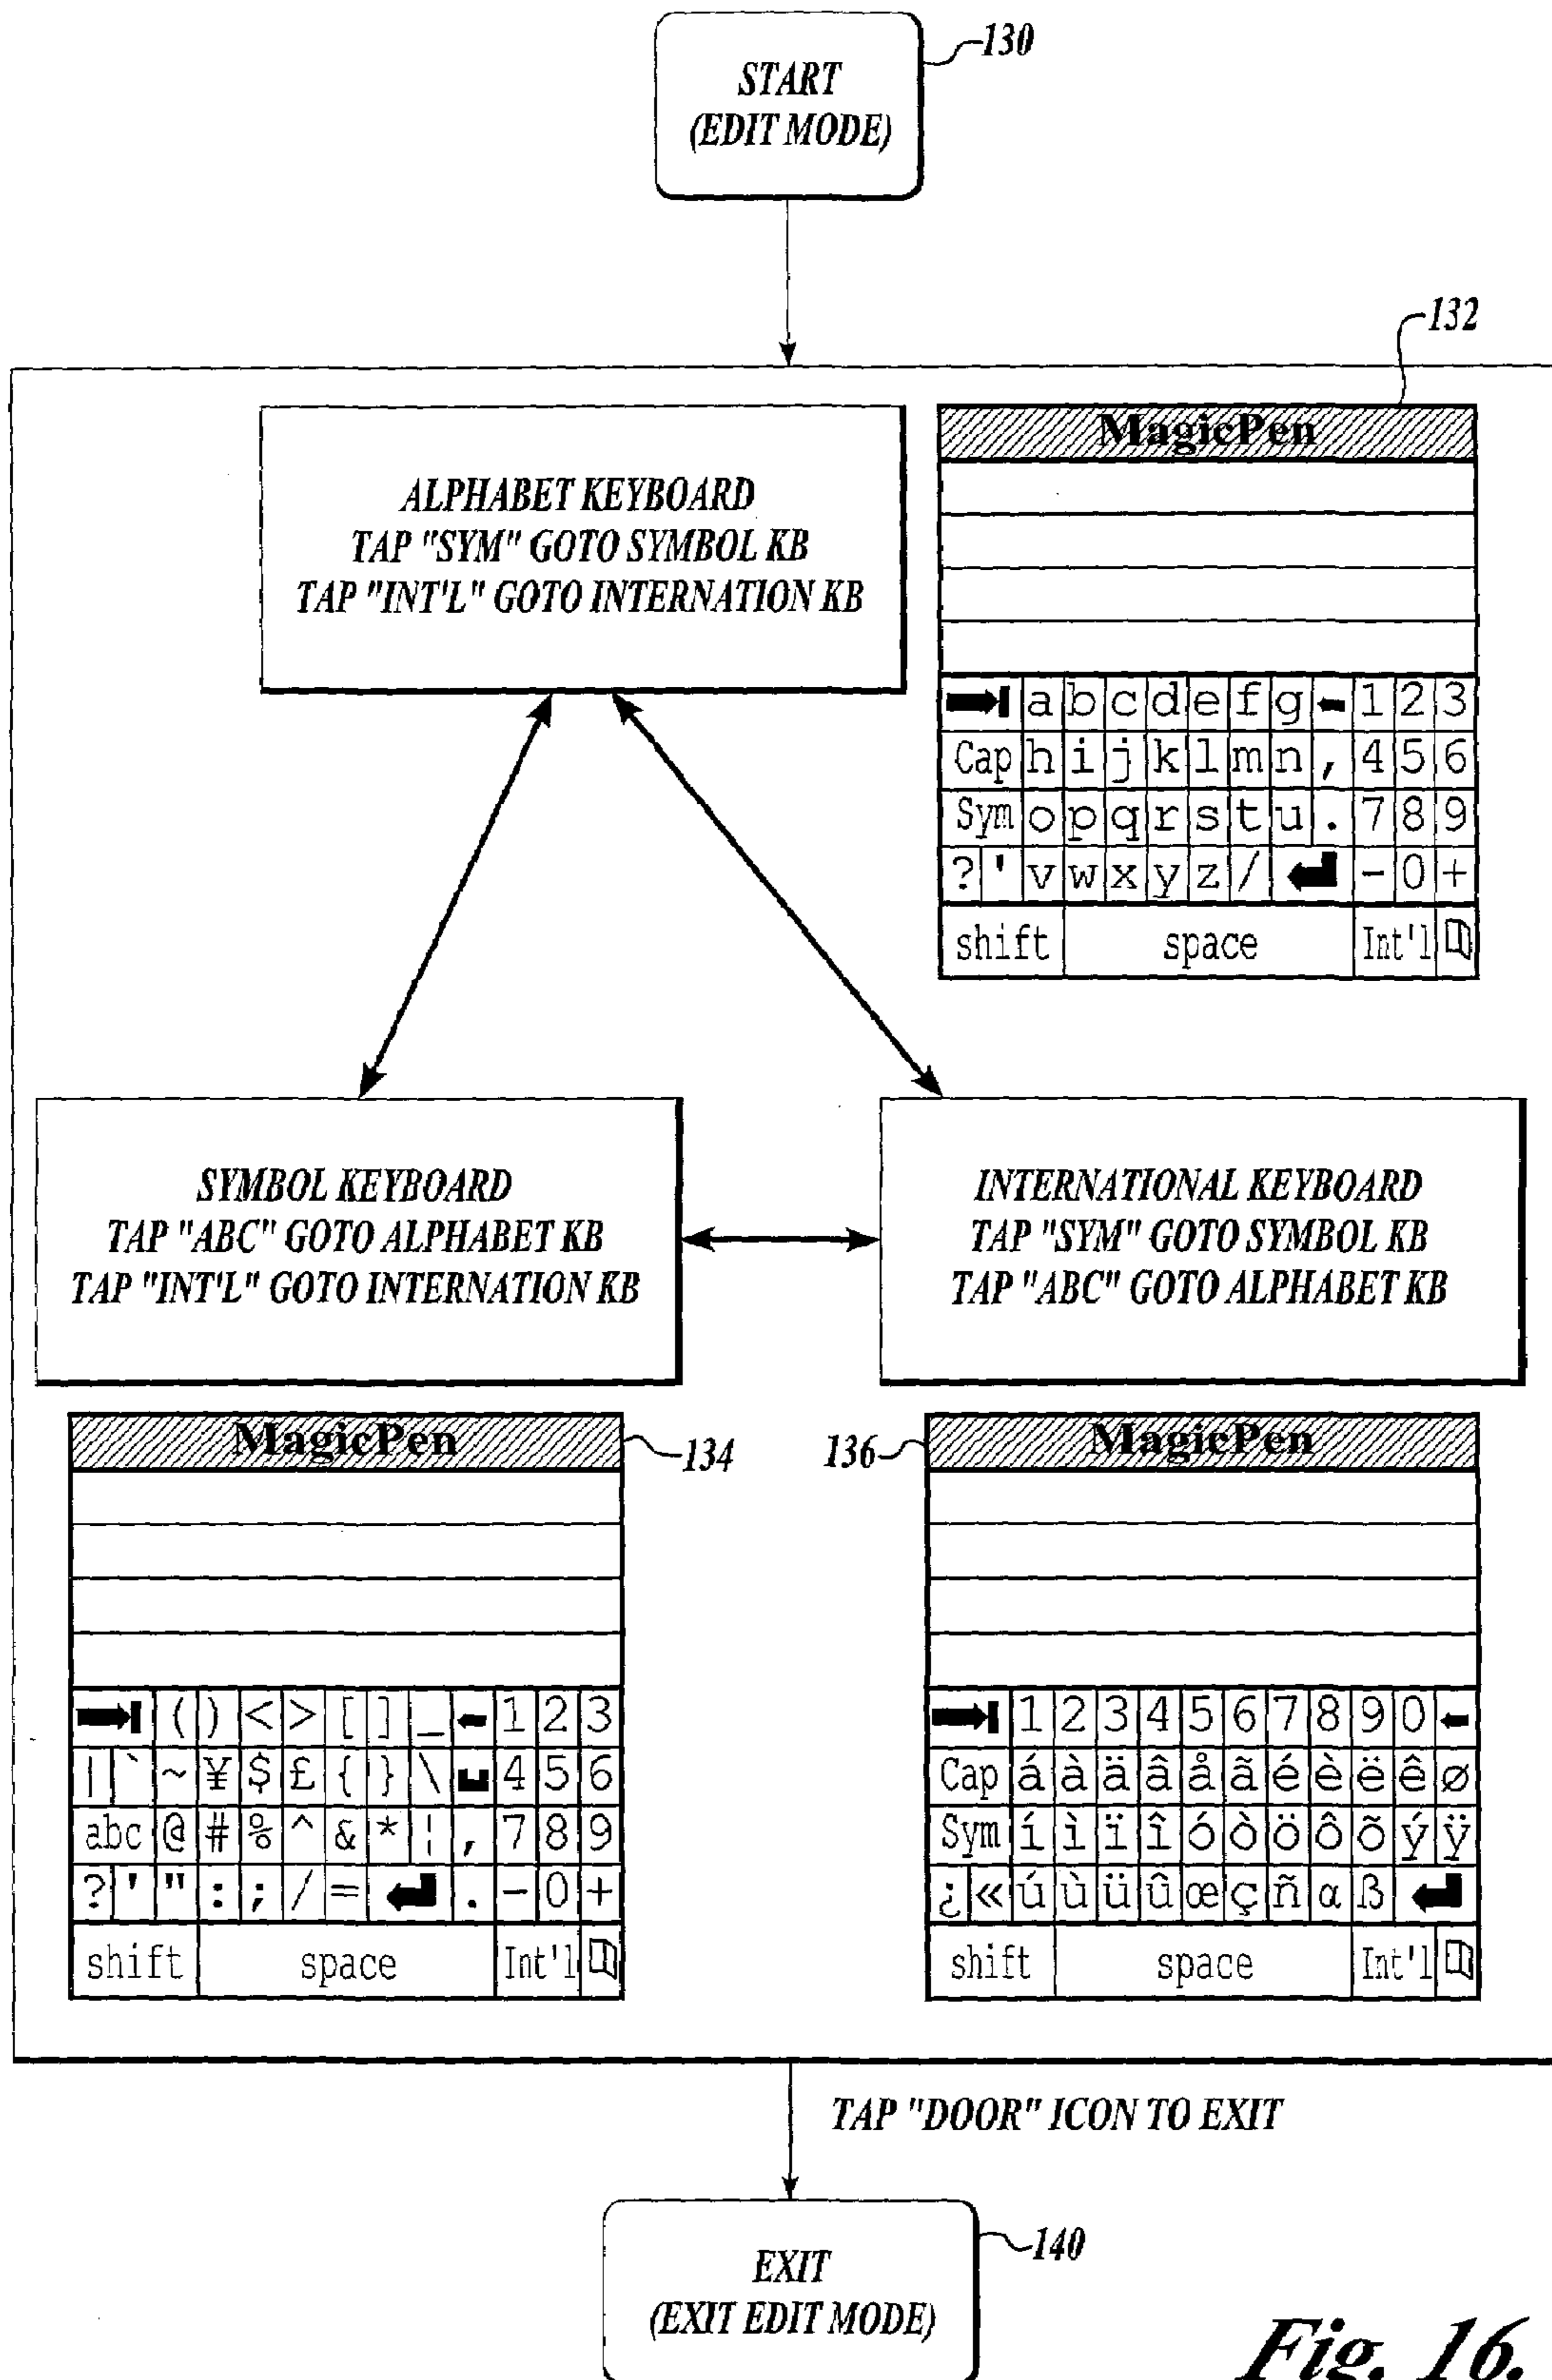 START
(EDIT MODE)
130
132
ALPHABET KEYBOARD
TAP "SYM" GOTO SYMBOL KB
TAP "INT'L" GOTO INTERNATION KB
MagicPen
a b c d e f g 1 2 3
Cap h i j k l m n , 4 5 6
Sym o p q r s t u . 7 8 9
? ' v w x y z / - 0 +
shift space Int'l
SYMBOL KEYBOARD
TAP "ABC" GOTO ALPHABET KB
TAP "INT'L" GOTO INTERNATION KB
INTERNATIONAL KEYBOARD
TAP "SYM" GOTO SYMBOL KB
TAP "ABC" GOTO ALPHABET KB
MagicPen
134
( ) < > [ ] _ 1 2 3
| ` ~ ¥ $ £ { } \ 4 5 6
abc @ # % ^ & * ¦ , 7 8 9
? ' " : ; / = . - 0 +
shift space Int'l
136
MagicPen
1 2 3 4 5 6 7 8 9 0
Cap á à ä â å ã é è ë ê ø
Sym í ì ï î ó ò ö ô õ ý ÿ
¿ « ú ù ü û œ ç ñ α ß
shift space Int'l
TAP "DOOR" ICON TO EXIT
EXIT
(EXIT EDIT MODE)
140
Fig. 16.